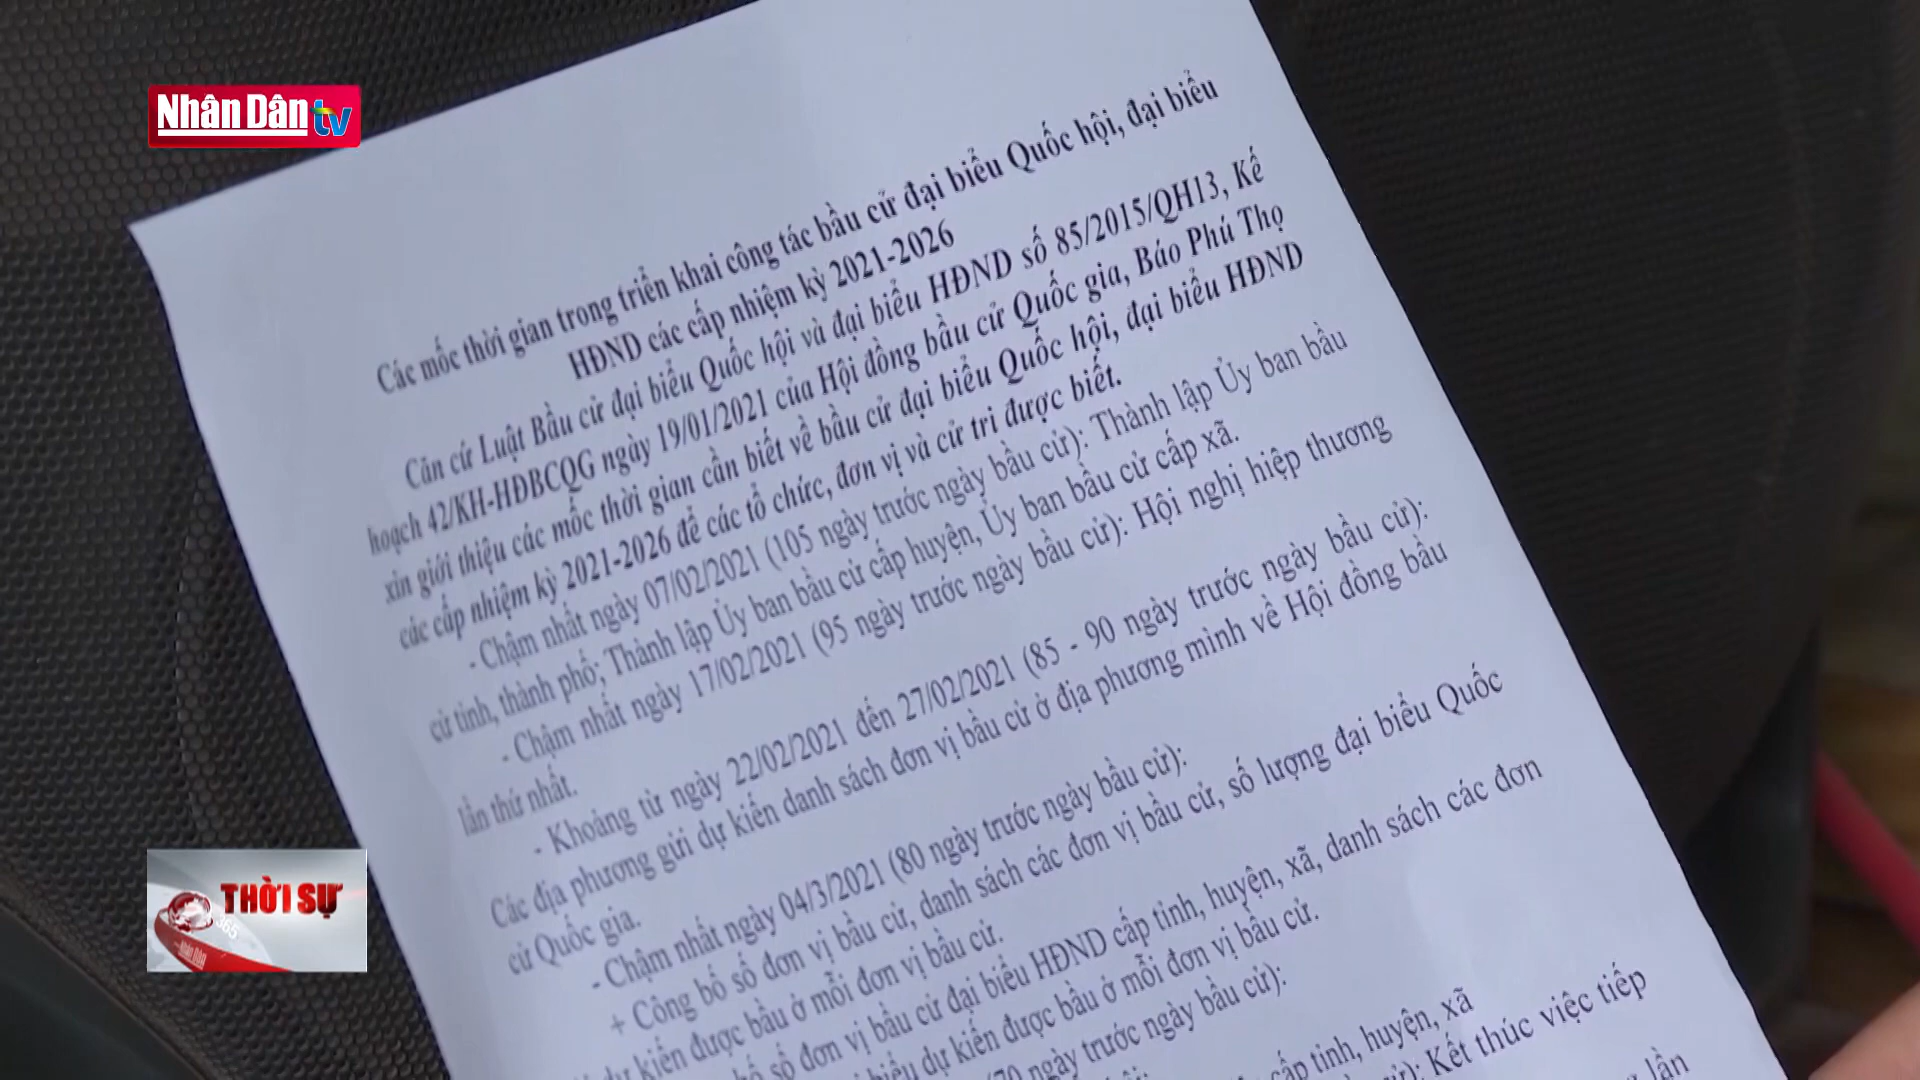 Nhân Dân tv
Các mốc thời gian trong triển khai công tác bầu cử đại biểu Quốc hội, đại biểu
HĐND các cấp nhiệm kỳ 2021-2026
Căn cứ Luật Bầu cử đại biểu Quốc hội và đại biểu HĐND số 85/2015/QH13, Kế
hoạch 42/KH-HĐBCQG ngày 19/01/2021 của Hội đồng bầu cử Quốc gia, Báo Phú Thọ
xin giới thiệu các mốc thời gian cần biết về bầu cử đại biểu Quốc hội, đại biểu HĐND
các cấp nhiệm kỳ 2021-2026 để các tổ chức, đơn vị và cử tri được biết.
- Chậm nhất ngày 07/02/2021 (105 ngày trước ngày bầu cử): Thành lập Ủy ban bầu
cử tỉnh, thành phố; Thành lập Ủy ban bầu cử cấp huyện, Ủy ban bầu cử cấp xã.
- Chậm nhất ngày 17/02/2021 (95 ngày trước ngày bầu cử): Hội nghị hiệp thương
lần thứ nhất.
- Khoảng từ ngày 22/02/2021 đến 27/02/2021 (85 - 90 ngày trước ngày bầu cử):
Các địa phương gửi dự kiến danh sách đơn vị bầu cử ở địa phương mình về Hội đồng bầu
cử Quốc gia.
- Chậm nhất ngày 04/3/2021 (80 ngày trước ngày bầu cử):
+ Công bố số đơn vị bầu cử, danh sách các đơn vị bầu cử, số lượng đại biểu Quốc
dự kiến được bầu ở mỗi đơn vị bầu cử.
số đơn vị bầu cử đại biểu HĐND cấp tỉnh, huyện, xã, danh sách các đơn
biểu dự kiến được bầu ở mỗi đơn vị bầu cử.
(70 ngày trước ngày bầu cử):
cấp tỉnh, huyện, xã
Kết thúc việc tiếp
lần
THỜI SỰ
365
NHÂN DÂN